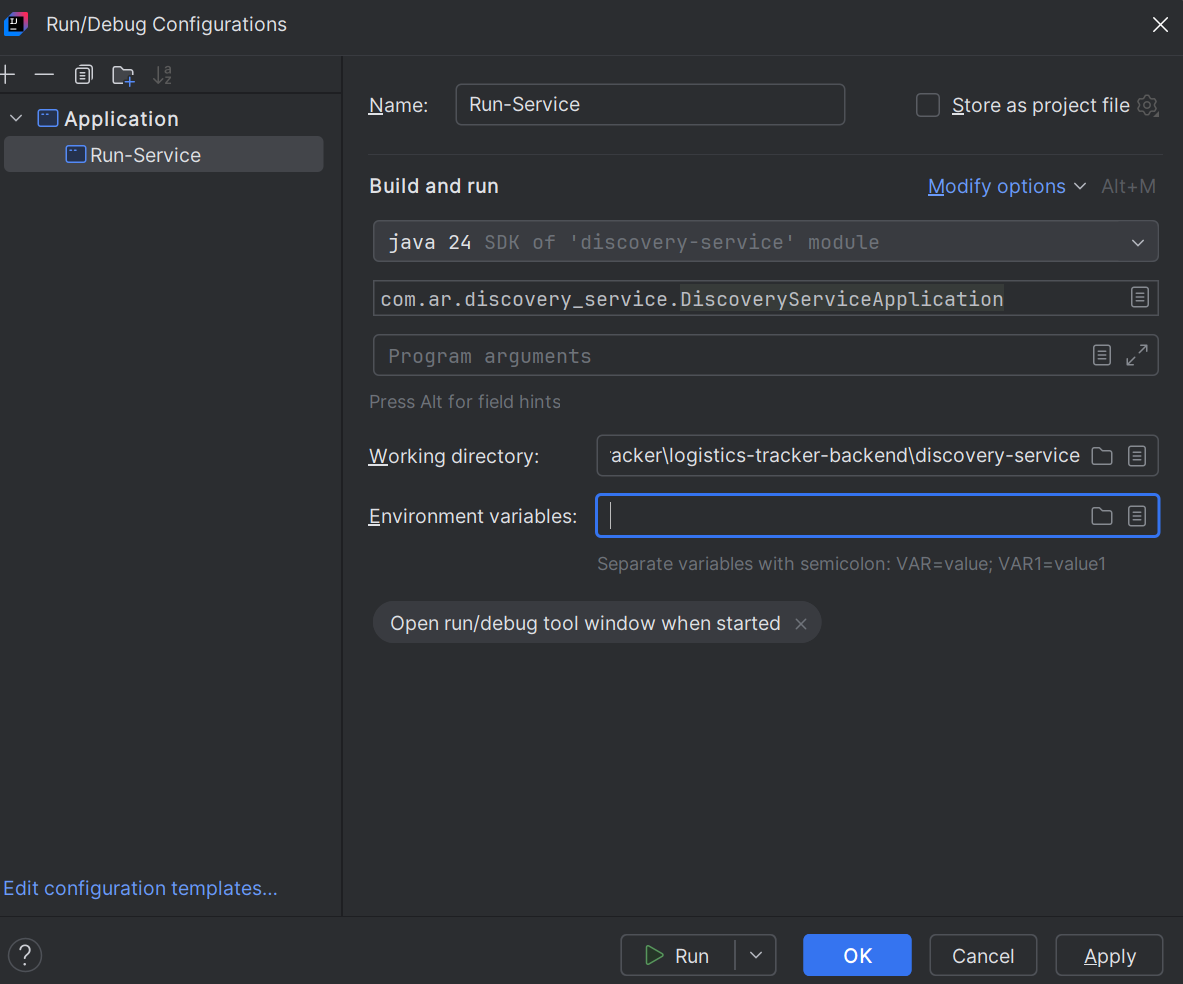 Run/Debug Configurations
Application
Run-Service
Edit configuration templates...
Name: Run-Service
Store as project file
Build and run
Modify options Alt+M
java 24 SDK of 'discovery-service' module
com.ar.discovery_service.DiscoveryServiceApplication
Program arguments
Press Alt for field hints
Working directory: acker\logistics-tracker-backend\discovery-service
Environment variables:
Separate variables with semicolon: VAR=value; VAR1=value1
Open run/debug tool window when started
? Run OK Cancel Apply